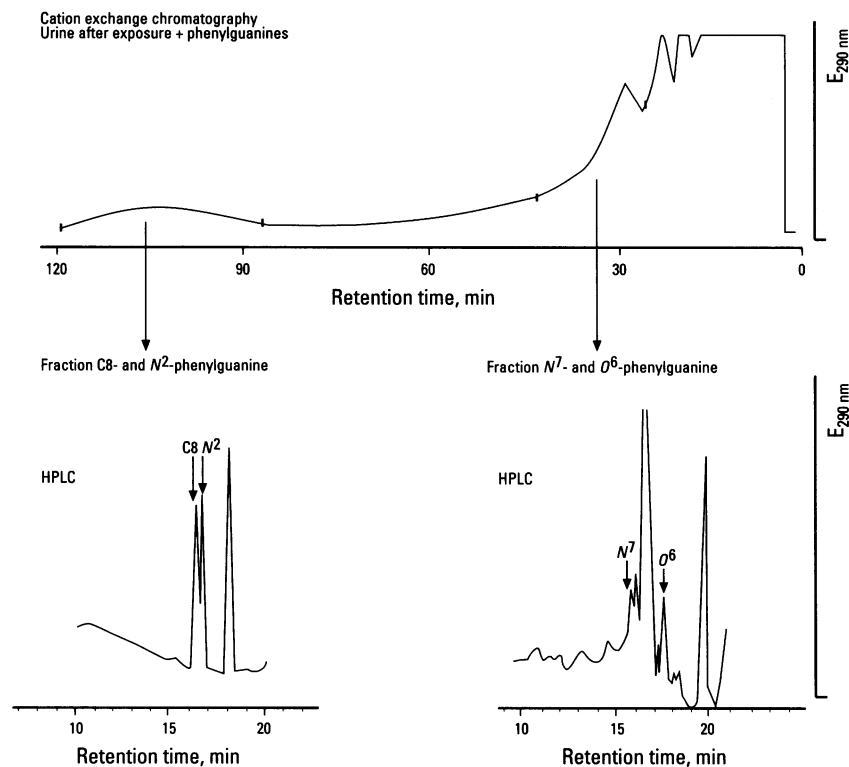 Cation exchange chromatography
Urine after exposure + phenylguanines
E290 nm
120 90 60 30 0
Retention time, min
Fraction C8- and N2-phenylguanine
Fraction N7- and O6-phenylguanine
E290 nm
HPLC
C8 N2
10 15 20
Retention time, min
HPLC
N7
O6
10 15 20
Retention time, min